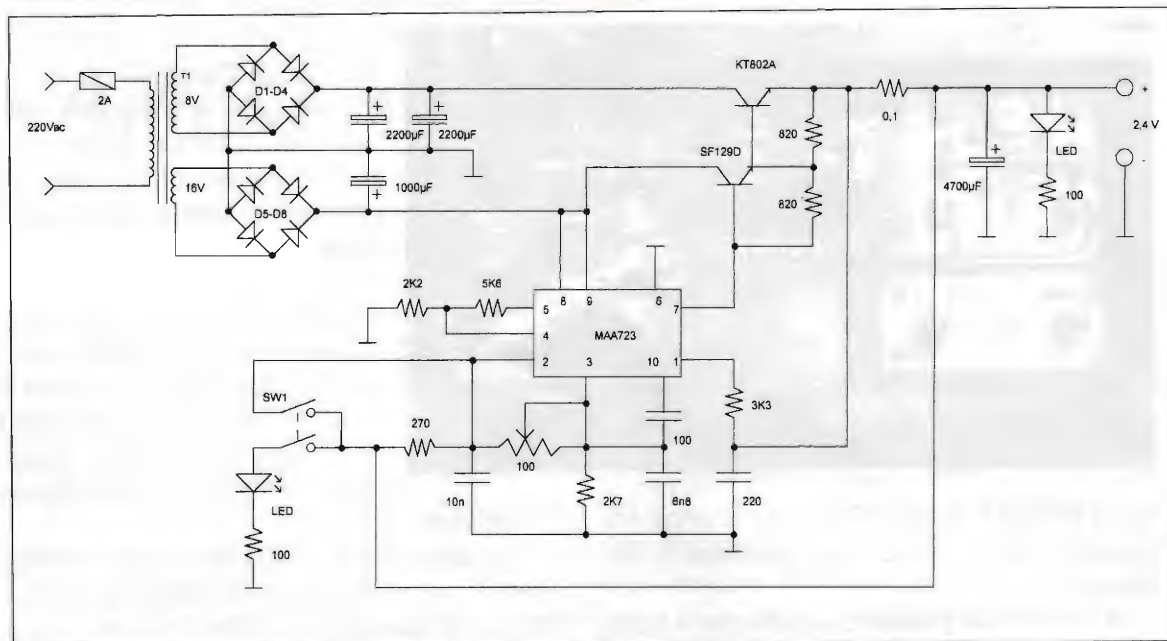 KT802A
T1
2A
8V
D1-D4
0,1
+
+
+
820
2,4 V
220Vac
2200µF
2200µF
SF129D
+
LED
-
16V
1000µF
+
4700µF
100
D5-D8
820
2K2
5K6
8
9
6
5
7
4
MAA723
2
3
10
1
SW1
270
3K3
100
100
LED
10n
2K7
6n8
220
100